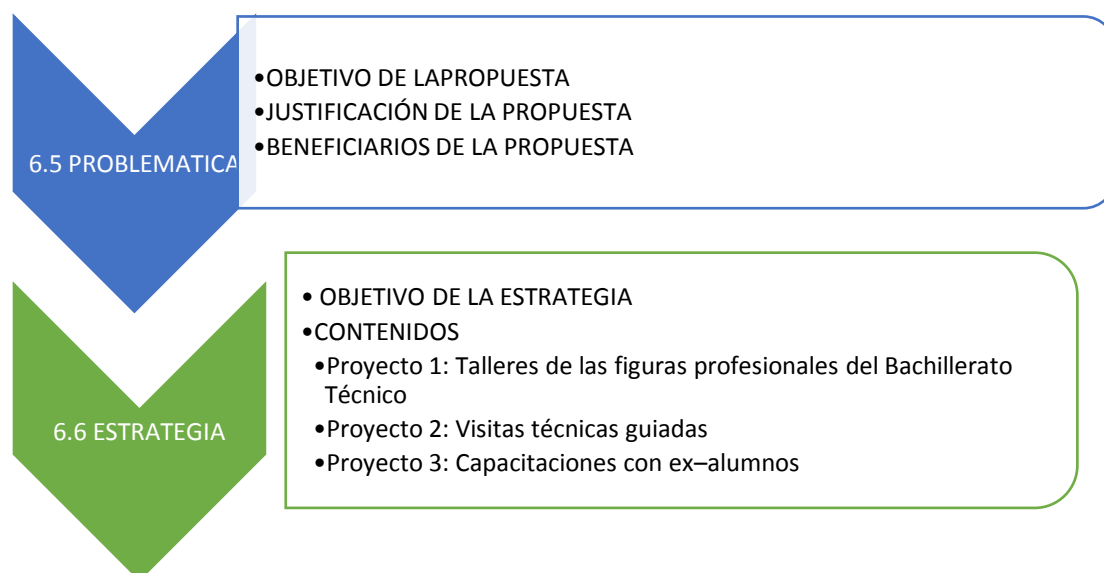 6.5 PROBLEMATICA
•OBJETIVO DE LAPROPUESTA
•JUSTIFICACIÓN DE LA PROPUESTA
•BENEFICIARIOS DE LA PROPUESTA
6.6 ESTRATEGIA
• OBJETIVO DE LA ESTRATEGIA
•CONTENIDOS
•Proyecto 1: Talleres de las figuras profesionales del Bachillerato
Técnico
•Proyecto 2: Visitas técnicas guiadas
•Proyecto 3: Capacitaciones con ex–alumnos